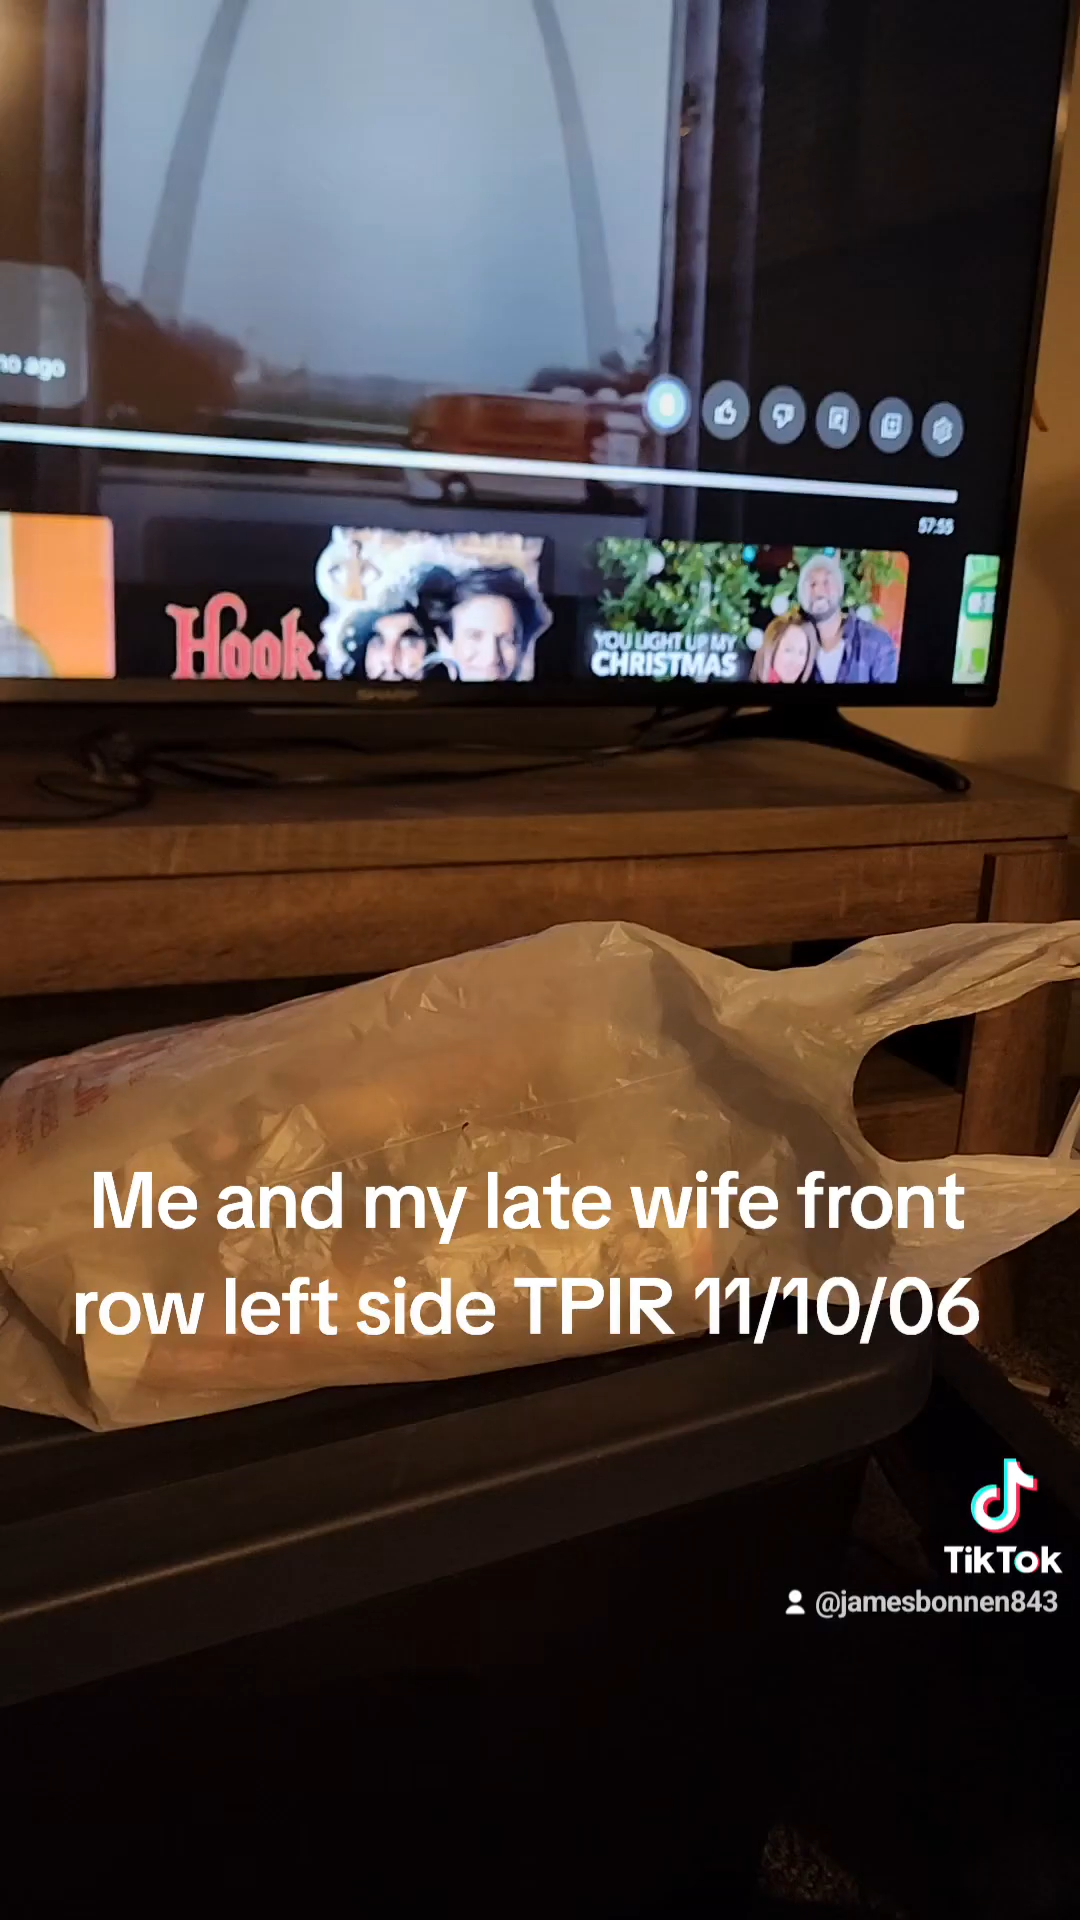 no ago
57:55
Hook
YOU LIGHT UP MY
CHRISTMAS
SHARP
Me and my late wife front
row left side TPIR 11/10/06
TikTok
@jamesbonnen843